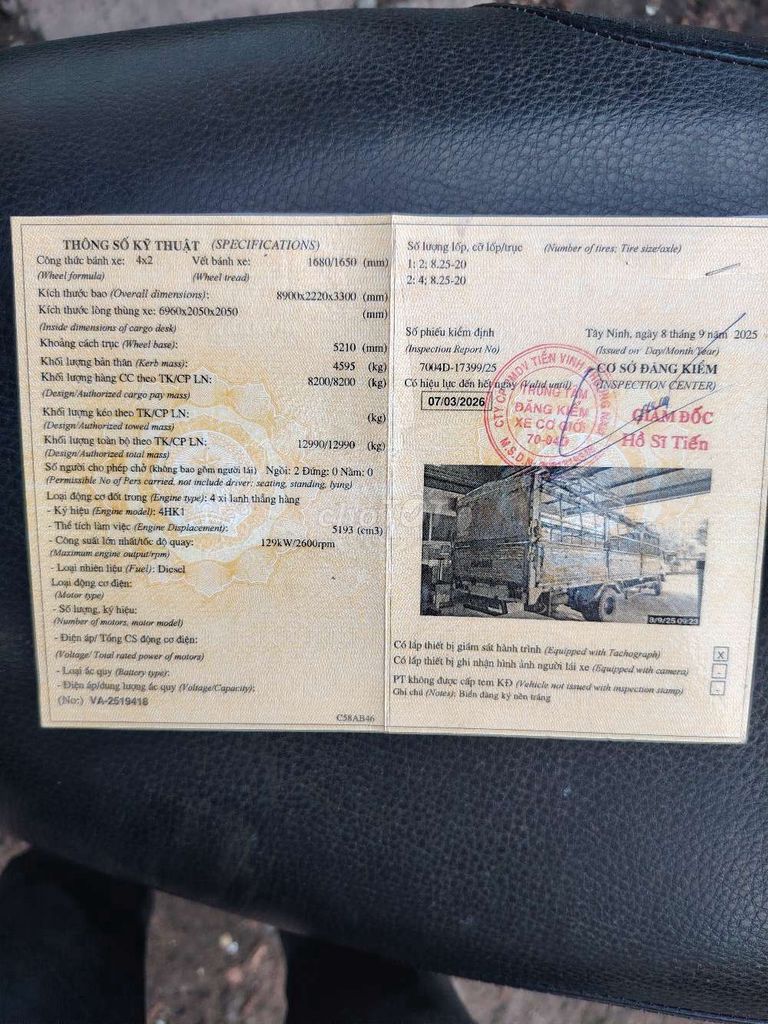 THÔNG SỐ KỸ THUẬT (SPECIFICATIONS)
Công thức bánh xe: 4x2 Vết bánh xe: 1680/1650 (mm)
(Wheel formula) (Wheel tread)
Kích thước bao (Overall dimensions): 8900x2220x3300 (mm)
Kích thước lòng thùng xe: 6960x2050x2050 (mm)
(Inside dimensions of cargo desk)
Khoảng cách trục (Wheel base): 5210 (mm)
Khối lượng bản thân (Kerb mass): 4595 (kg)
Khối lượng hàng CC theo TK/CP LN: 8200/8200 (kg)
(Design/Authorized cargo pay mass)
Khối lượng kéo theo TK/CP LN: (kg)
(Design/Authorized towed mass)
Khối lượng toàn bộ theo TK/CP LN: 12990/12990 (kg)
(Design/Authorized total mass)
Số người cho phép chở (không bao gồm người lái) Ngồi: 2 Đứng: 0 Nằm: 0
(Permissible No of Pers carried, not include driver: seating, standing, lying)
Loại động cơ đốt trong (Engine type): 4 xi lanh thẳng hàng
- Ký hiệu (Engine model): 4HK1
- Thể tích làm việc (Engine Displacement): 5193 (cm3)
- Công suất lớn nhất/tốc độ quay: 129kW/2600rpm
(Maximum engine output/rpm)
- Loại nhiên liệu (Fuel): Diesel
Loại động cơ điện:
(Motor type)
- Số lượng, ký hiệu:
(Number of motors, motor model)
- Điện áp/ Tổng CS động cơ điện:
(Voltage/ Total rated power of motors)
- Loại ắc quy (Battery type):
- Điện áp/dung lượng ắc quy (Voltage/Capacity):
(No:) VA-2519418
C58AB46
Số lượng lốp, cỡ lốp/trục (Number of tires; Tire size/axle)
1; 2; 8.25-20
2; 4; 8.25-20
Số phiếu kiểm định Tây Ninh, ngày 8 tháng 9 năm 2025
(Inspection Report No) (Issued on: Day/Month/Year)
7004D-17399/25 CƠ SỞ ĐĂNG KIỂM
Có hiệu lực đến hết ngày (Valid until) (INSPECTION CENTER)
07/03/2026
TRUNG TÂM
ĐĂNG KIỂM
XE CƠ GIỚI
70-04D
GIÁM ĐỐC
Hồ Sĩ Tiến
8/9/25 09:23
Có lắp thiết bị giám sát hành trình (Equipped with Tachograph) X
Có lắp thiết bị ghi nhận hình ảnh người lái xe (Equipped with camera) -
PT không được cấp tem KĐ (Vehicle not issued with inspection stamp) -
Ghi chú (Notes): Biển đăng ký nền trắng